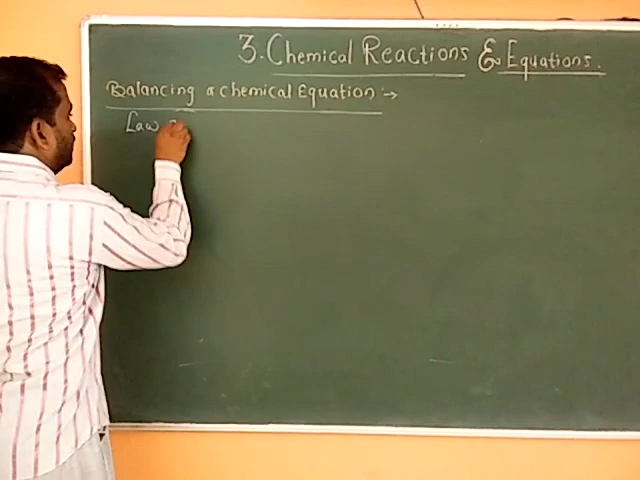 3. Chemical Reactions & Equations.
Balancing a chemical Equation :→
Law